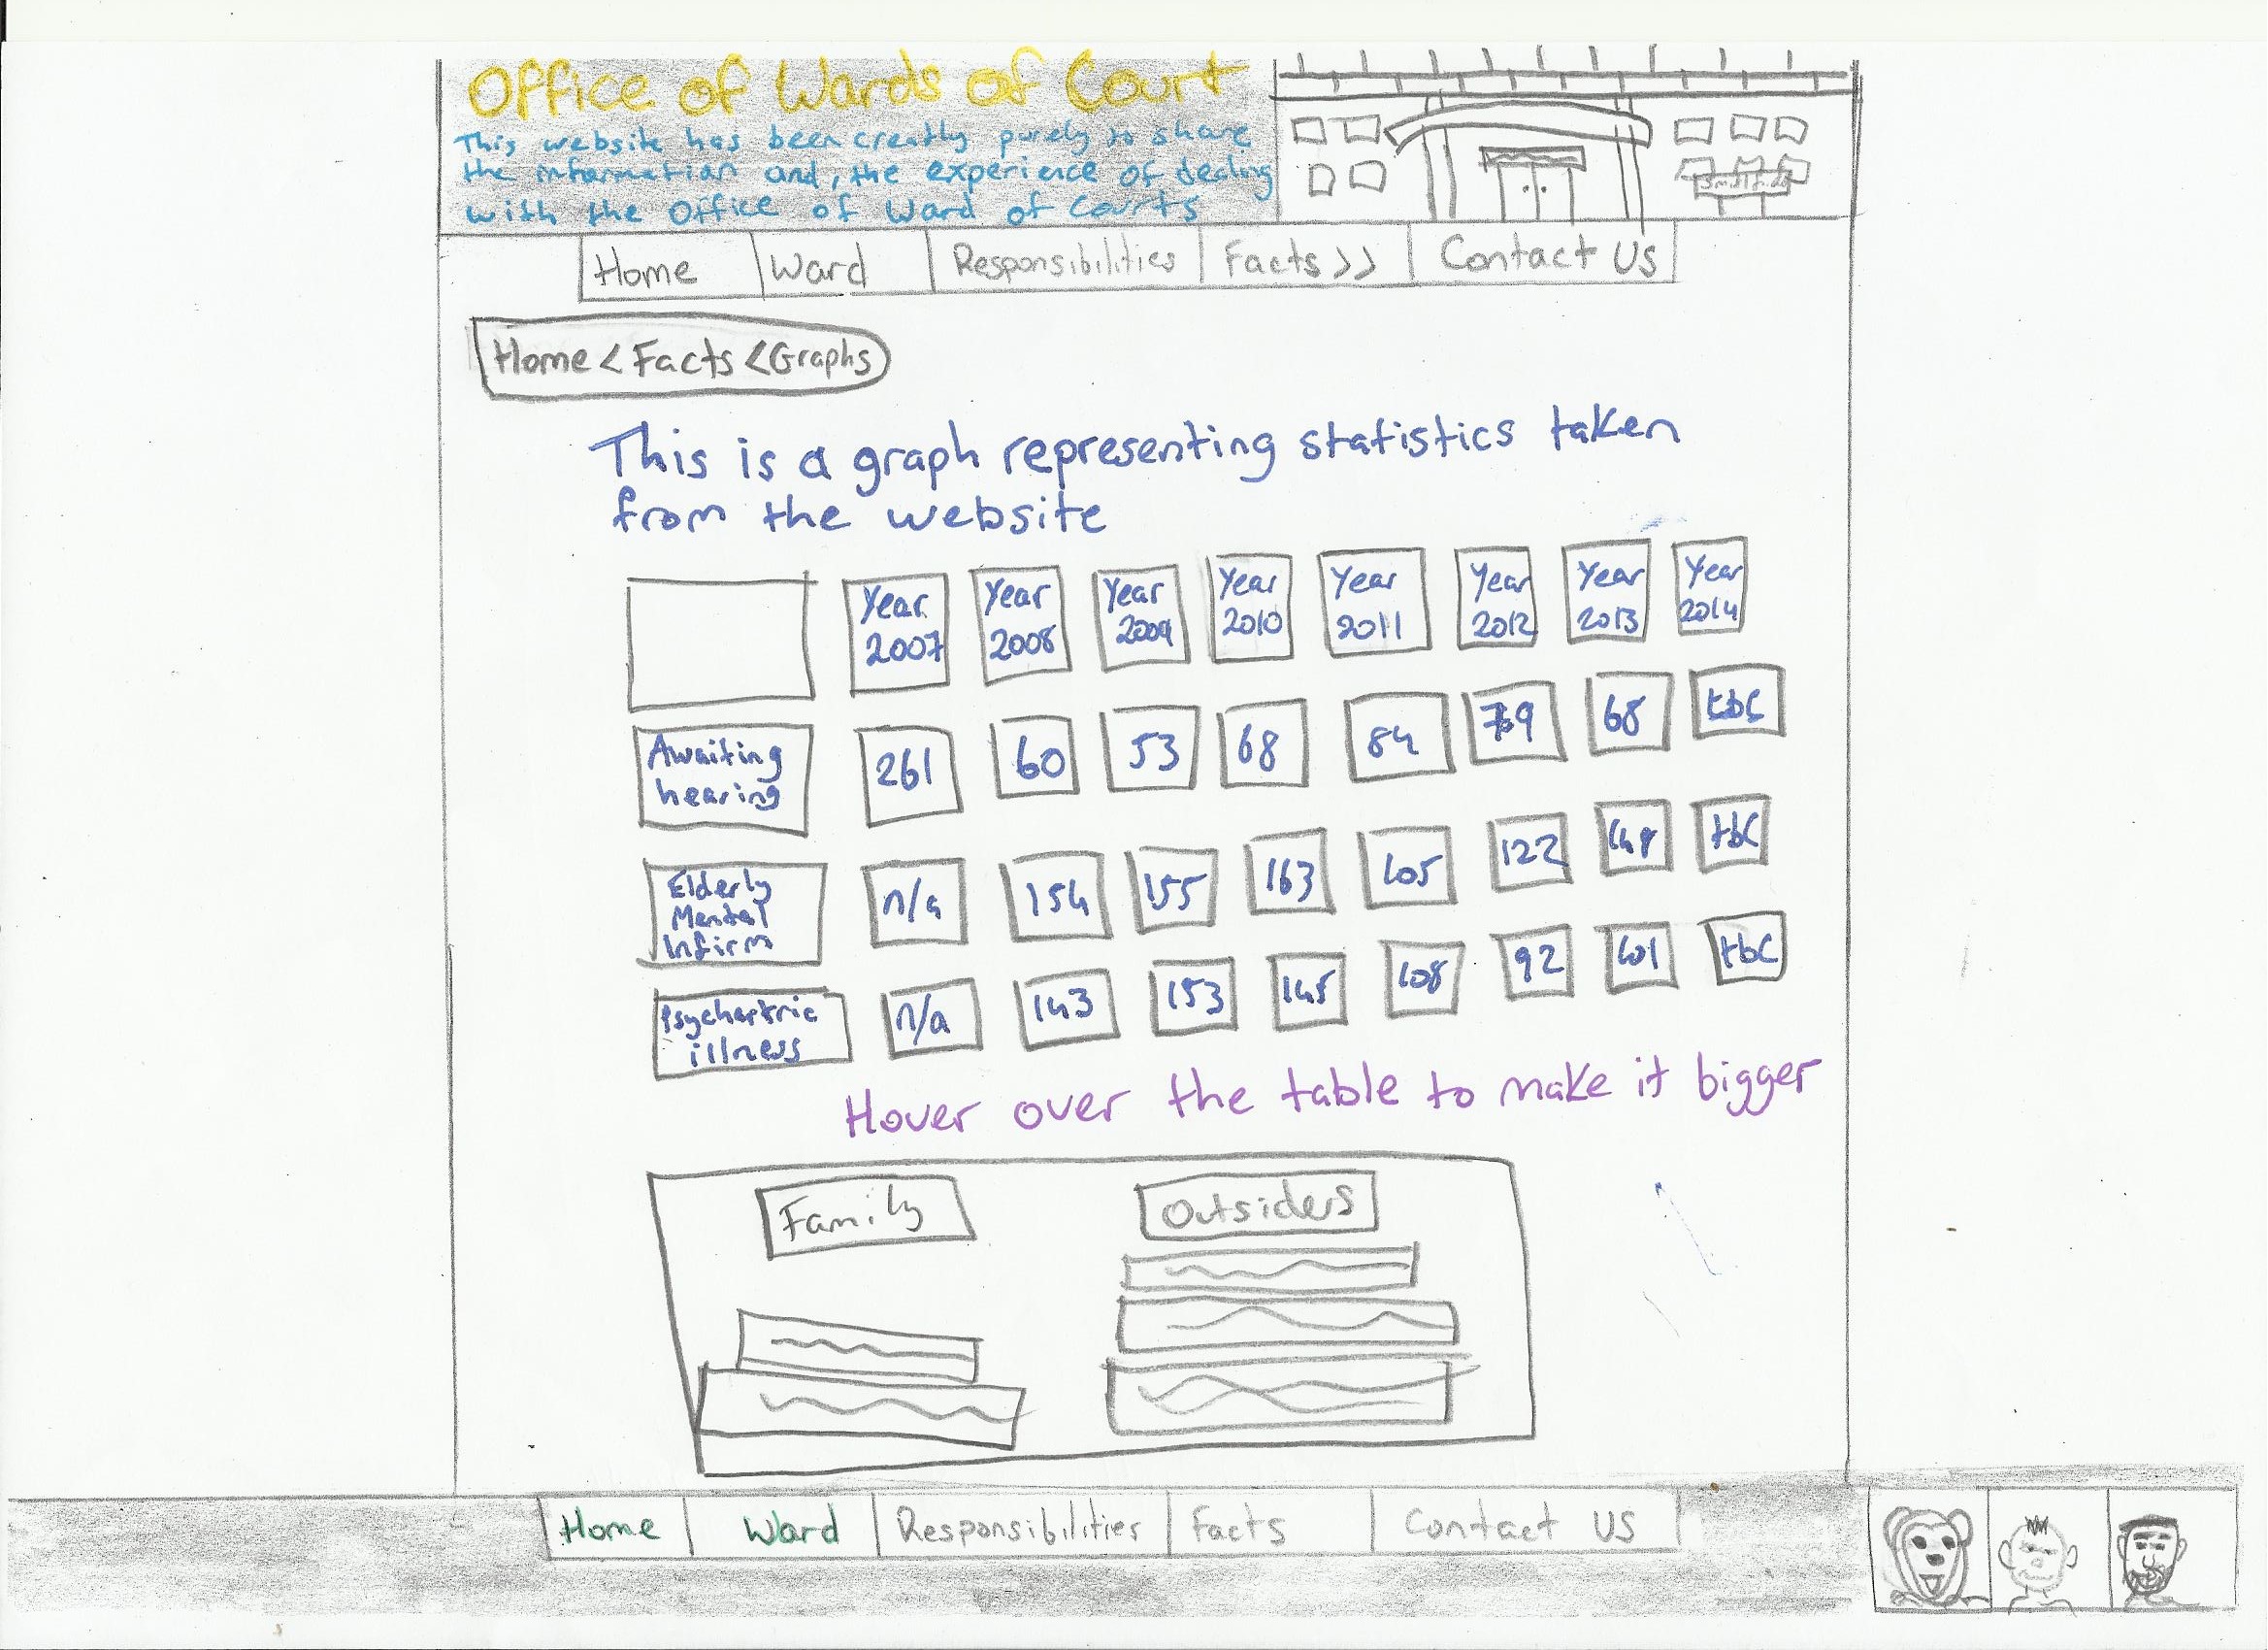 Office of Wards of Court
This website has been creatly purely to share
the information and, the experience of dealing
with the Office of Ward of Courts
Home Ward Responsibilities Facts >> Contact Us
Home < Facts < Graphs
This is a graph representing statistics taken
from the website
Year 2007 Year 2008 Year 2009 Year 2010 Year 2011 Year 2012 Year 2013 Year 2014
Awaiting hearing 261 60 53 68 84 79 68 tbc
Elderly Mental Infirm n/a 154 155 163 105 122 tbc
Psychartric illness n/a 143 153 145 108 92 101 tbc
Hover over the table to make it bigger
Family Outsiders
Home Ward Responsibilities Facts Contact US